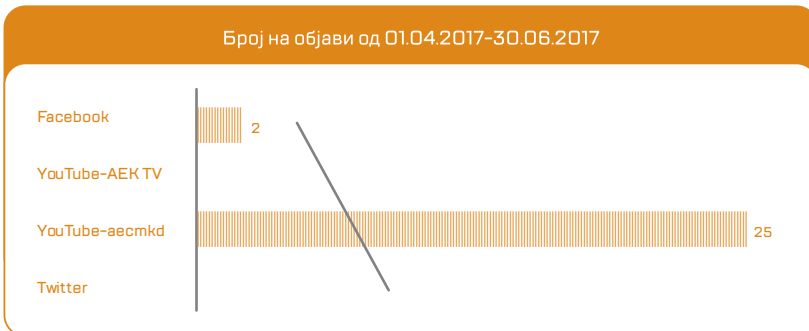 Број на објави од 01.04.2017-30.06.2017
Facebook
2
YouTube-AEK TV
YouTube-aecmkd
25
Twitter